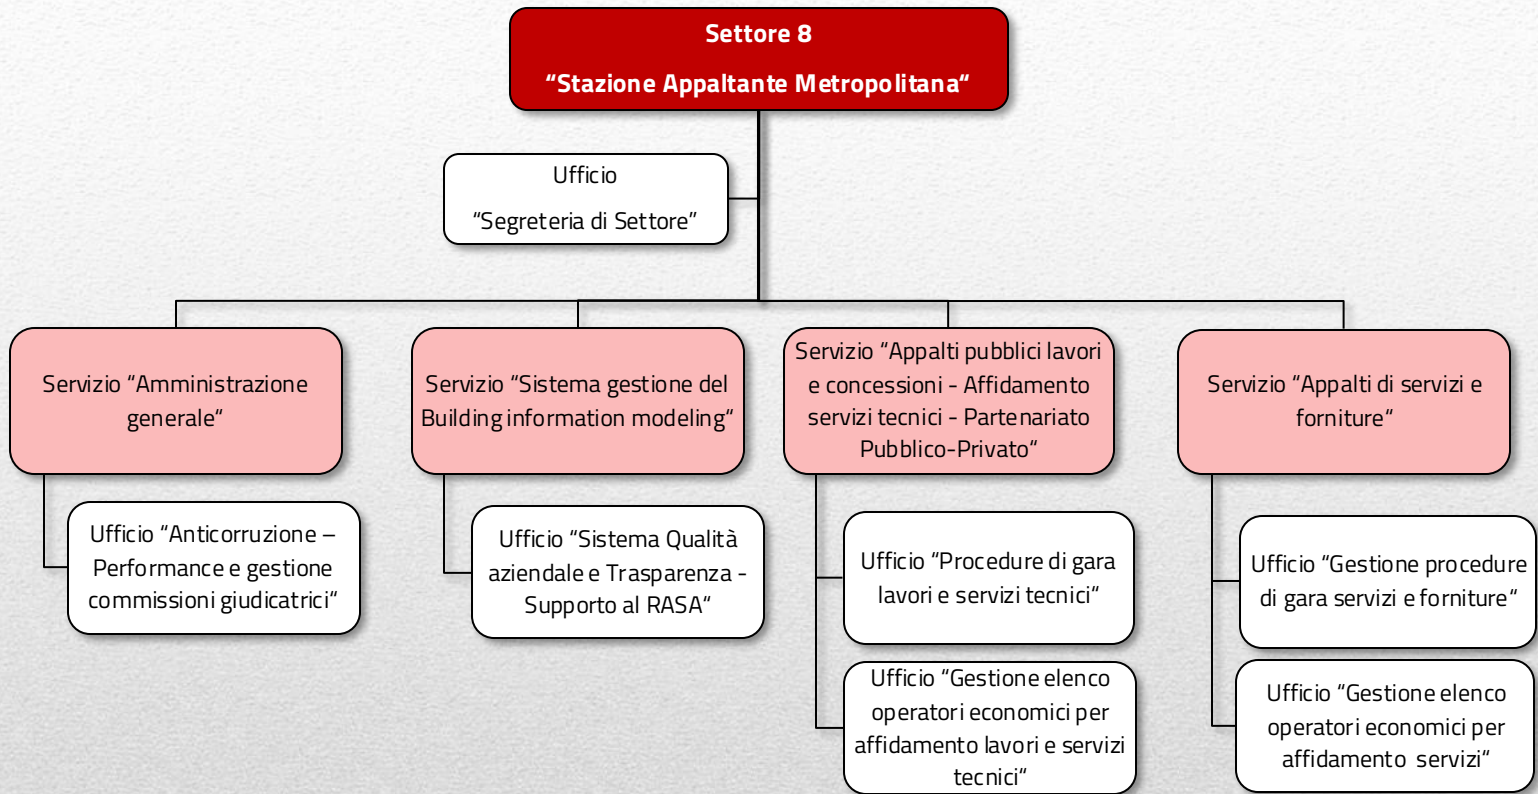 Settore 8
“Stazione Appaltante Metropolitana“
Ufficio
“Segreteria di Settore”
Servizio “Amministrazione
generale“
Servizio “Sistema gestione del
Building information modeling“
Servizio “Appalti pubblici lavori
e concessioni - Affidamento
servizi tecnici - Partenariato
Pubblico-Privato“
Servizio “Appalti di servizi e
forniture“
Ufficio “Anticorruzione –
Performance e gestione
commissioni giudicatrici“
Ufficio “Sistema Qualità
aziendale e Trasparenza -
Supporto al RASA“
Ufficio “Procedure di gara
lavori e servizi tecnici“
Ufficio “Gestione procedure
di gara servizi e forniture“
Ufficio “Gestione elenco
operatori economici per
affidamento lavori e servizi
tecnici“
Ufficio “Gestione elenco
operatori economici per
affidamento servizi“